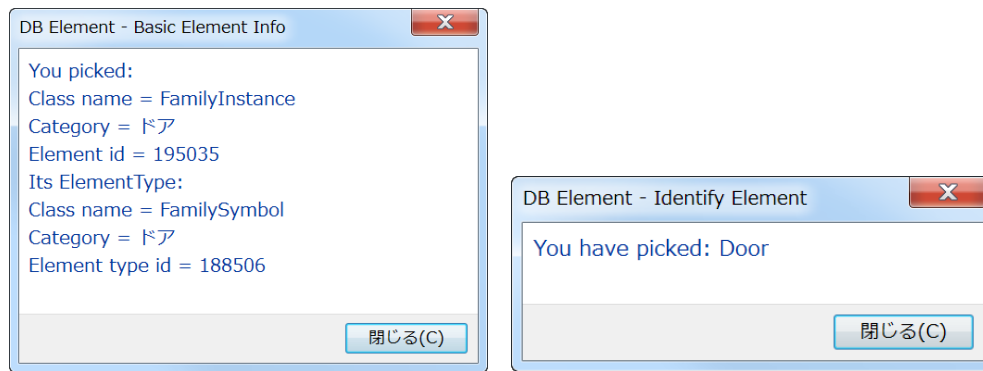 DB Element - Basic Element Info
You picked:
Class name = FamilyInstance
Category = ドア
Element id = 195035
Its ElementType:
Class name = FamilySymbol
Category = ドア
Element type id = 188506
閉じる(C)
DB Element - Identify Element
You have picked: Door
閉じる(C)